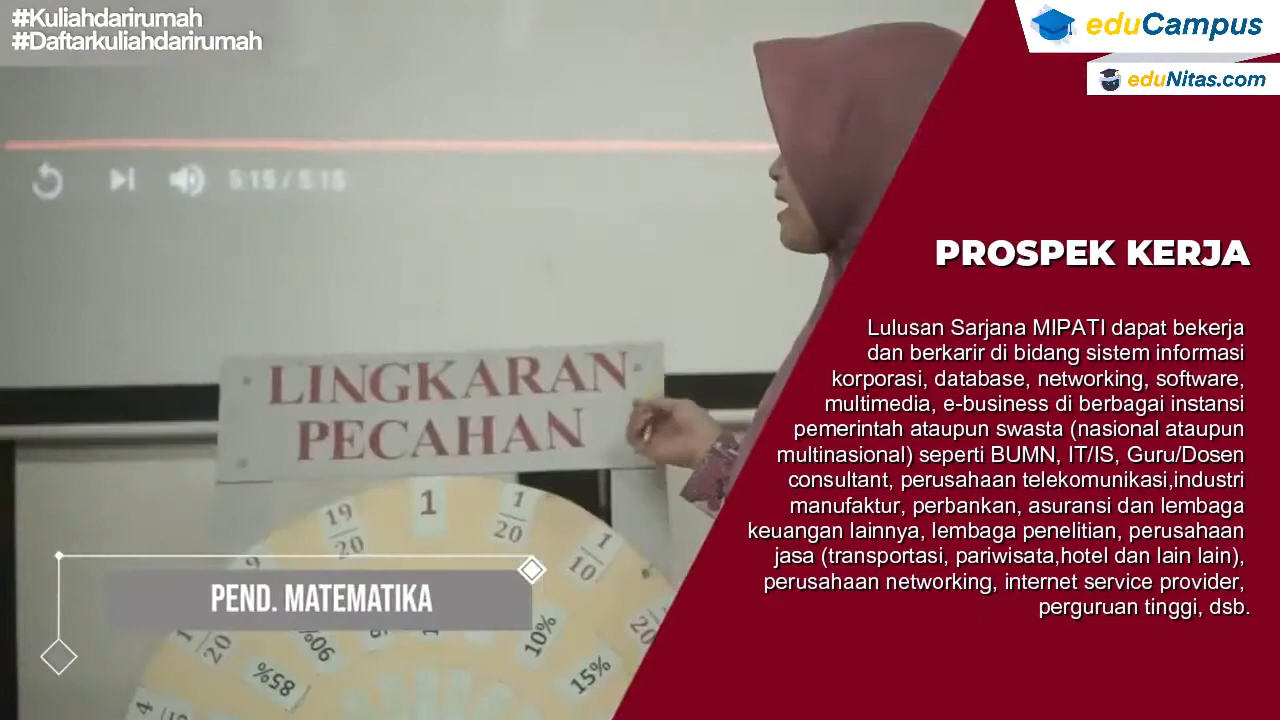 #Kuliahdarirumah
#Daftarkuliahdarirumah
eduCampus
eduNitas.com
5:15 / 5:15
PROSPEK KERJA
Lulusan Sarjana MIPATI dapat bekerja
dan berkarir di bidang sistem informasi
korporasi, database, networking, software,
multimedia, e-business di berbagai instansi
pemerintah ataupun swasta (nasional ataupun
multinasional) seperti BUMN, IT/IS, Guru/Dosen
consultant, perusahaan telekomunikasi,industri
manufaktur, perbankan, asuransi dan lembaga
keuangan lainnya, lembaga penelitian, perusahaan
jasa (transportasi, pariwisata,hotel dan lain lain),
perusahaan networking, internet service provider,
perguruan tinggi, dsb.
LINGKARAN
PECAHAN
19/20
1
1/20
1/10
PEND. MATEMATIKA
90%
10%
85%
15%